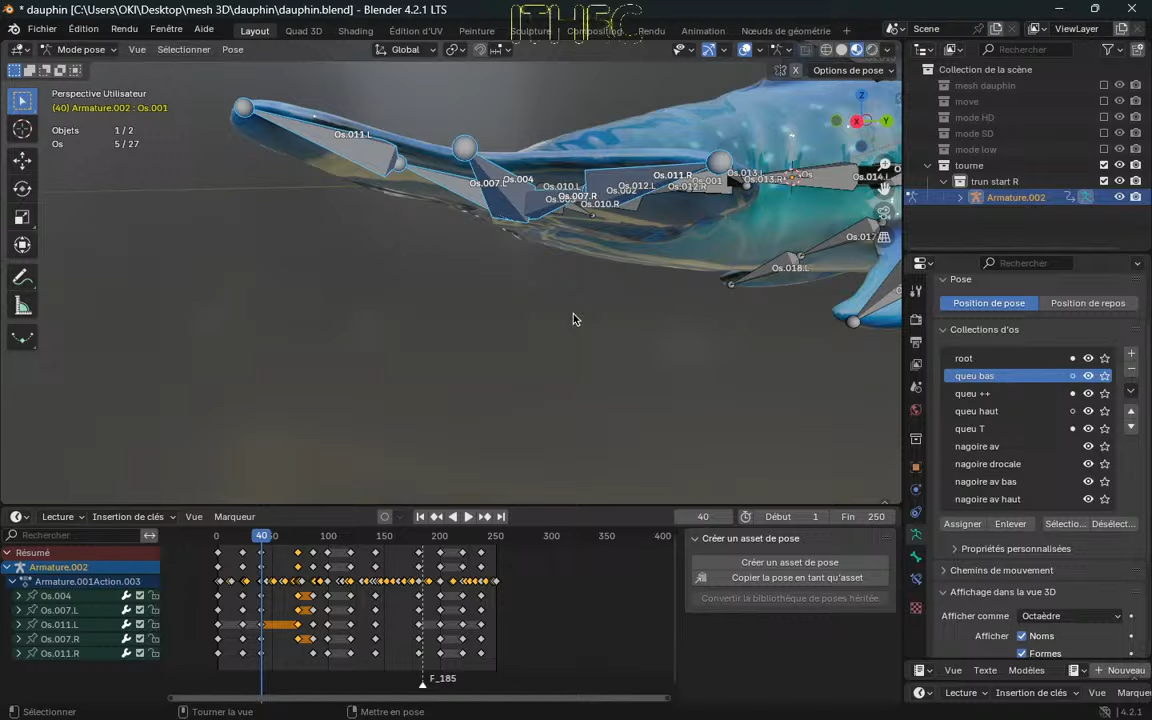 * dauphin [C:\Users\OKI\Desktop\mesh 3D\dauphin\dauphin.blend] - Blender 4.2.1 LTS
ITHFC
Fichier Édition Rendu Fenêtre Aide Layout Quad 3D Shading Édition d'UV Peinture Sculpture Compositing Rendu Animation Nœuds de géométrie + Scene ViewLayer
Mode pose Vue Sélectionner Pose Global Rechercher
X Options de pose
Perspective Utilisateur
(40) Armature.002 : Os.001
Objets 1 / 2
Os 5 / 27
Z
X Y
Os.011.L
Os.007.L Os.004 Os.010.L Os.002 Os.012.L Os.011.R Os.012.R Os.001 Os.013.L Os.013.R Os Os.014.L
Os.007.R
Os.010.R
Os.017
Os.018.L
Collection de la scène
mesh dauphin
move
mode HD
mode SD
mode low
tourne
trun start R
Armature.002
Rechercher
Pose
Position de pose Position de repos
Collections d'os
root
queu bas
queu ++
queu haut
queu T
nagoire av
nagoire drocale
nagoire av bas
nagoire av haut
Assigner Enlever Sélectio... Désélect...
Propriétés personnalisées
Chemins de mouvement
Affichage dans la vue 3D
Afficher comme Octaèdre
Afficher Noms
Formes
Vue Texte Modèles + Nouveau
Lecture Insertion de clés Vue Marqueu
Lecture Insertion de clés Vue Marqueur 40 Début 1 Fin 250
Rechercher 0 40 50 100 150 200 250 300 350 400
Résumé
Armature.002
Armature.001Action.003
Os.004
Os.007.L
Os.011.L
Os.007.R
Os.011.R
F_185
Créer un asset de pose
Créer un asset de pose
Copier la pose en tant qu'asset
Convertir la bibliothèque de poses héritée
Sélectionner Tourner la vue Mettre en pose 4.2.1